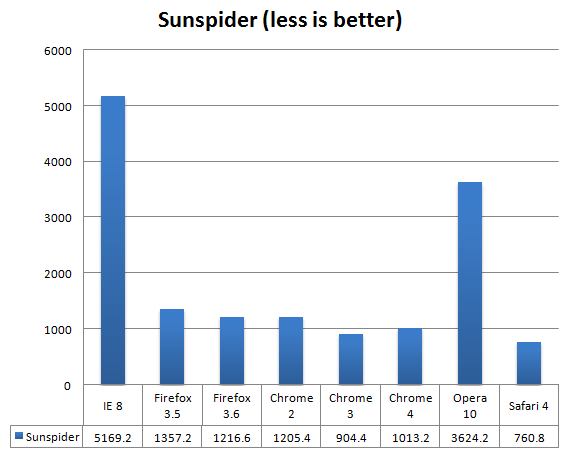 Sunspider (less is better)
6000
5000
4000
3000
2000
1000
0
IE 8 Firefox 3.5 Firefox 3.6 Chrome 2 Chrome 3 Chrome 4 Opera 10 Safari 4
Sunspider 5169.2 1357.2 1216.6 1205.4 904.4 1013.2 3624.2 760.8